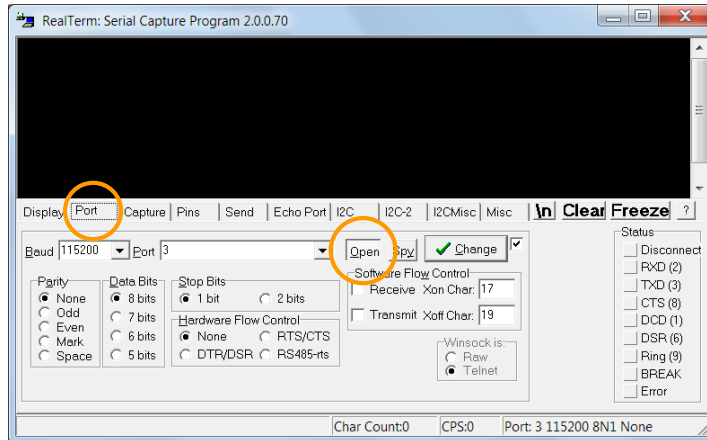 RealTerm: Serial Capture Program 2.0.0.70
Display Port Capture Pins Send Echo Port I2C I2C-2 I2CMisc Misc \n Clear Freeze ?
Baud 115200 Port 3 Open Spy Change
Parity
None
Odd
Even
Mark
Space
Data Bits
8 bits
7 bits
6 bits
5 bits
Stop Bits
1 bit 2 bits
Hardware Flow Control
None RTS/CTS
DTR/DSR RS485-rts
Software Flow Control
Receive Xon Char: 17
Transmit Xoff Char: 19
Winsock is:
Raw
Telnet
Status
Disconnect
RXD (2)
TXD (3)
CTS (8)
DCD (1)
DSR (6)
Ring (9)
BREAK
Error
Char Count:0 CPS:0 Port: 3 115200 8N1 None